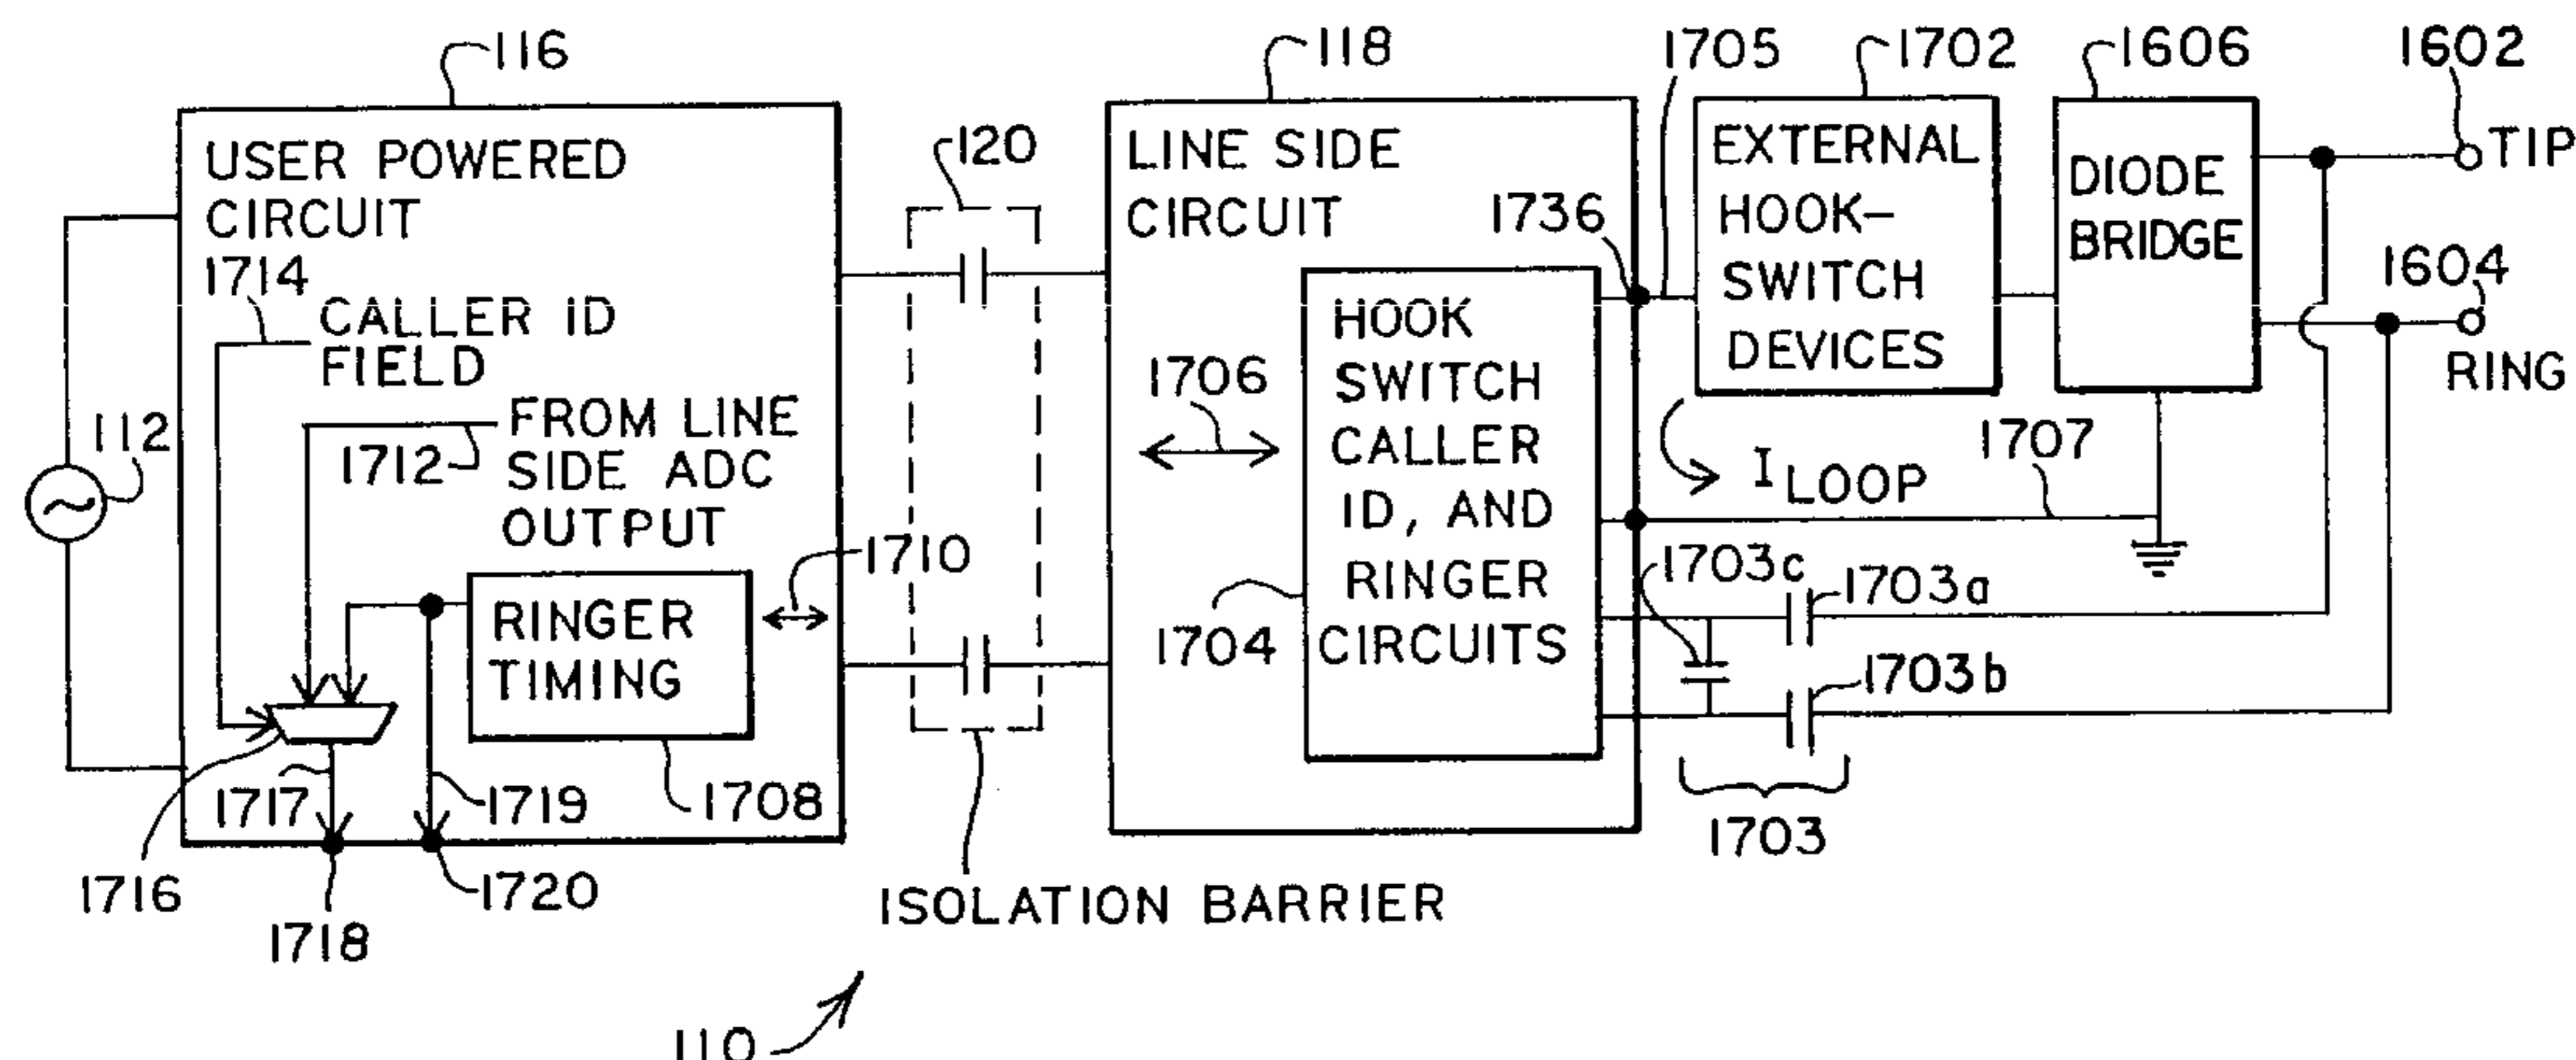 116
118
1705
1702
1606
1602
USER POWERED
CIRCUIT
1714
CALLER ID
FIELD
112
1712
FROM LINE
SIDE ADC
OUTPUT
1710
RINGER
TIMING
1717
1719
1708
1716
1718
1720
120
ISOLATION BARRIER
LINE SIDE
CIRCUIT
1736
1706
HOOK
SWITCH
CALLER
ID, AND
RINGER
CIRCUITS
1704
EXTERNAL
HOOK-
SWITCH
DEVICES
DIODE
BRIDGE
TIP
1604
RING
I LOOP
1707
1703c
1703a
1703b
1703
110